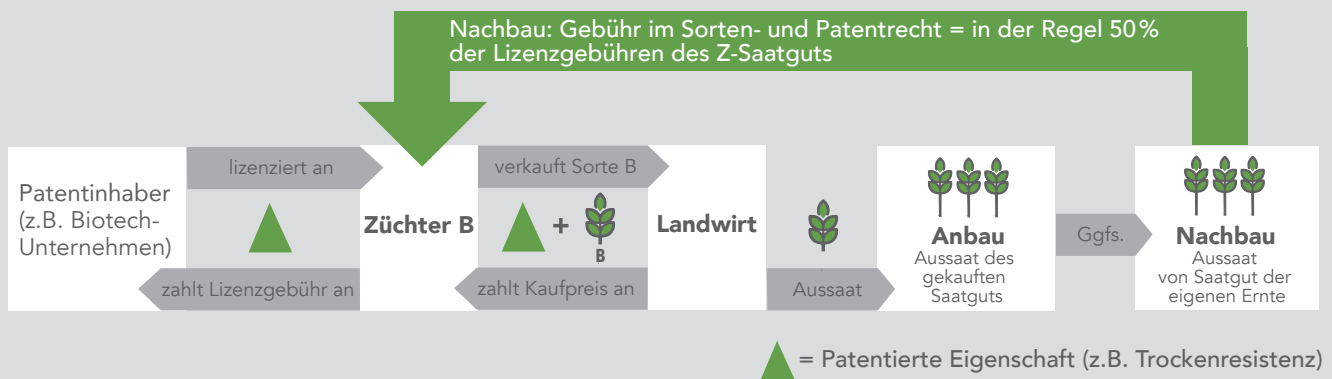 Nachbau: Gebühr im Sorten- und Patentrecht = in der Regel 50%
der Lizenzgebühren des Z-Saatguts
Patentinhaber
(z.B. Biotech-
Unternehmen)
lizenziert an
zahlt Lizenzgebühr an
Züchter B
verkauft Sorte B
+
B
zahlt Kaufpreis an
Landwirt
Aussaat
Anbau
Aussaat des
gekauften
Saatguts
Ggfs.
Nachbau
Aussaat
von Saatgut der
eigenen Ernte
= Patentierte Eigenschaft (z.B. Trockenresistenz)